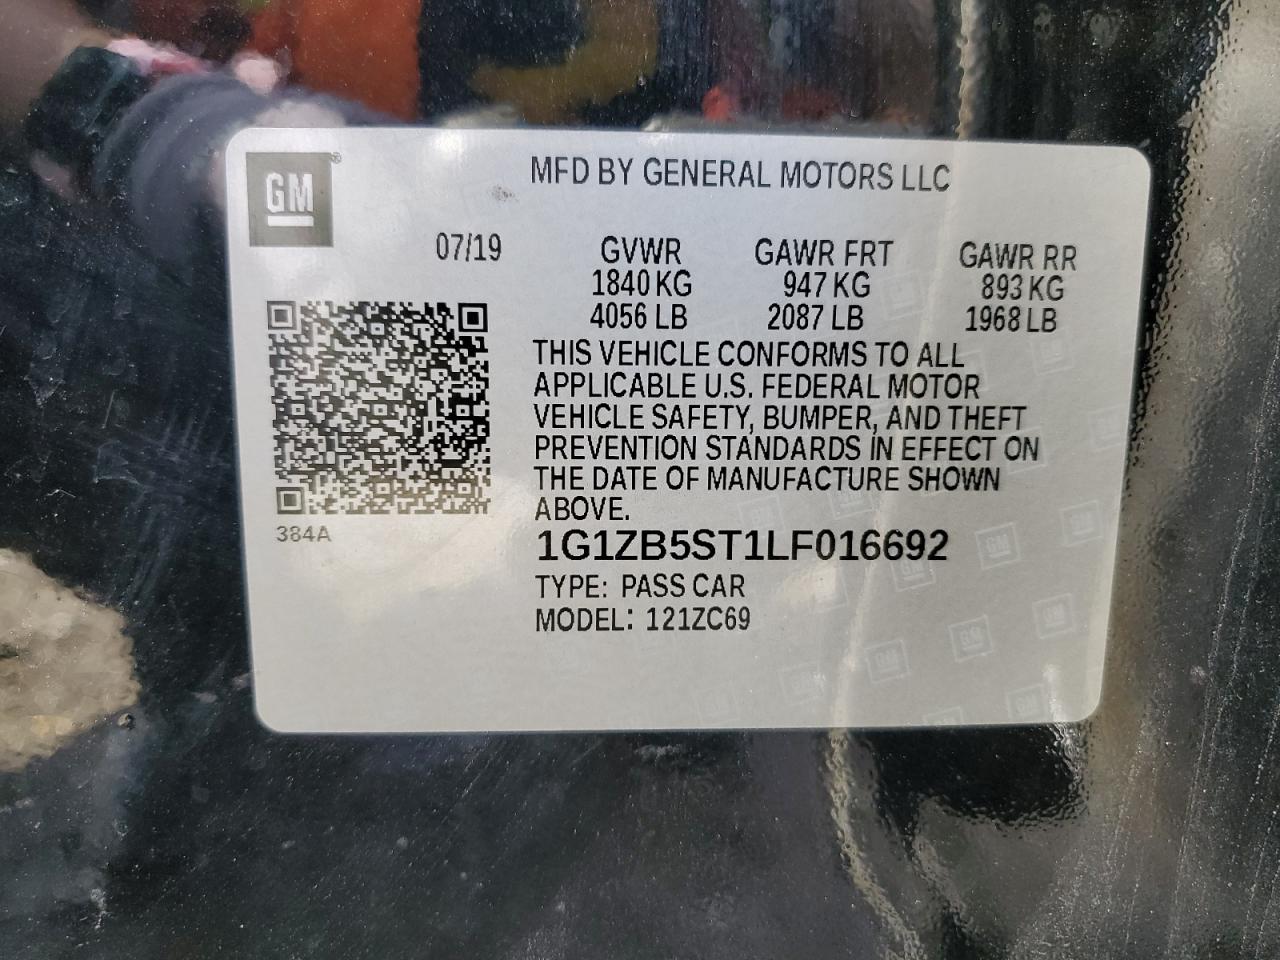 GM®
MFD BY GENERAL MOTORS LLC
07/19 GVWR GAWR FRT GAWR RR
1840 KG 947 KG 893 KG
4056 LB 2087 LB 1968 LB
THIS VEHICLE CONFORMS TO ALL
APPLICABLE U.S. FEDERAL MOTOR
VEHICLE SAFETY, BUMPER, AND THEFT
PREVENTION STANDARDS IN EFFECT ON
THE DATE OF MANUFACTURE SHOWN
ABOVE.
384A
1G1ZB5ST1LF016692
TYPE: PASS CAR
MODEL: 121ZC69